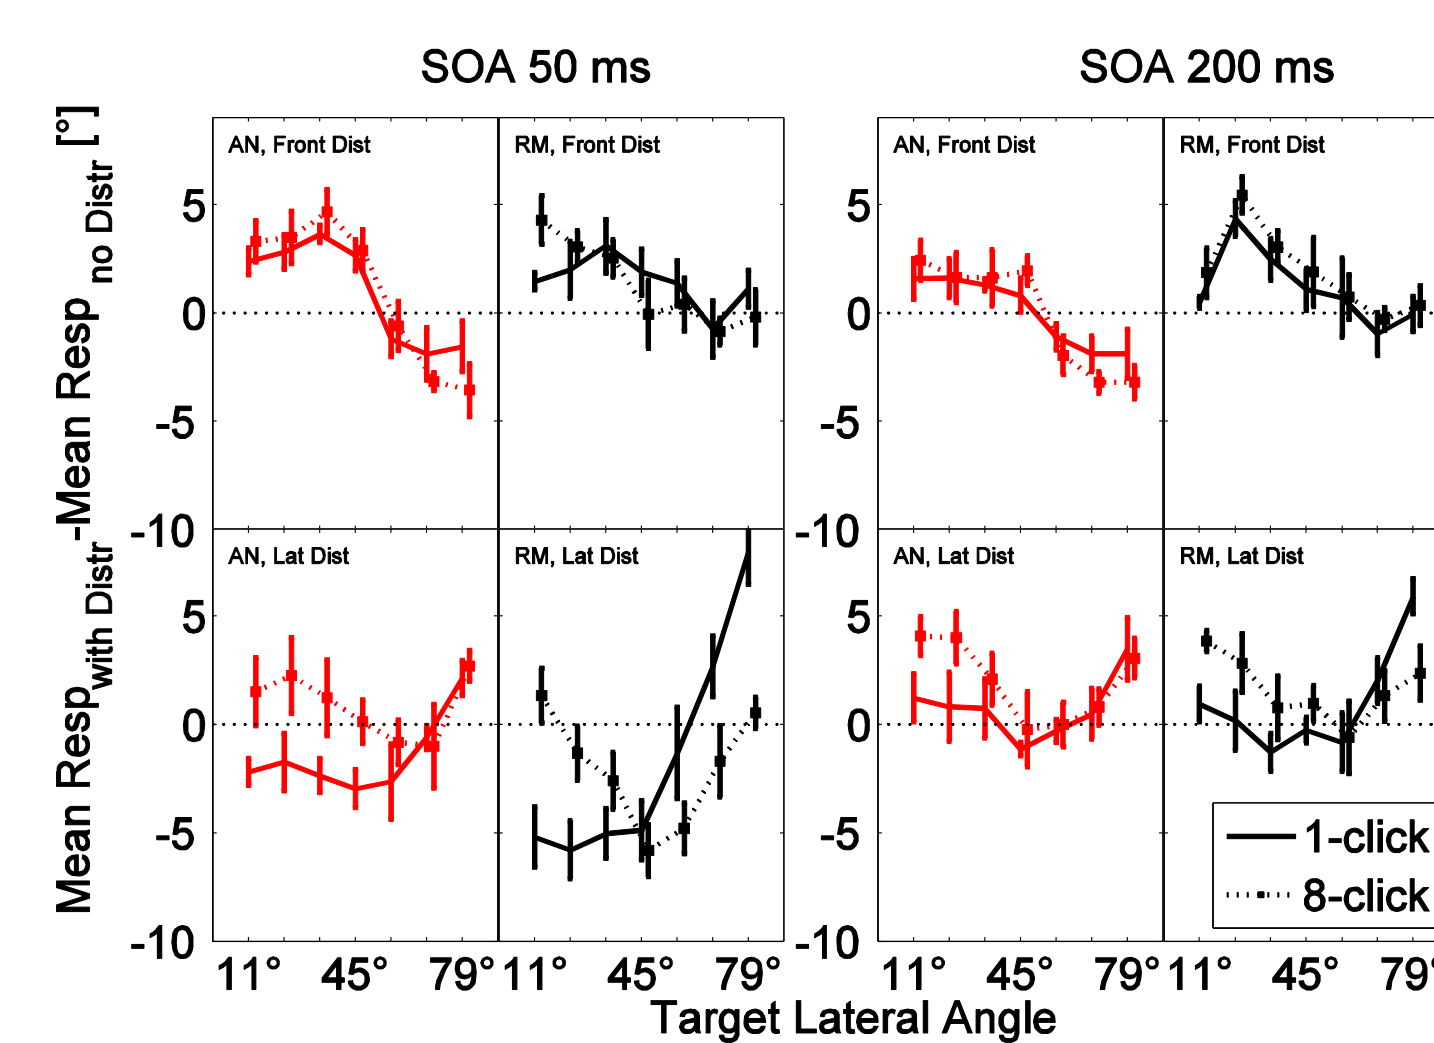 SOA 50 ms
SOA 200 ms
Mean Resp with Distr -Mean Resp no Distr [°]
AN, Front Dist
RM, Front Dist
AN, Front Dist
RM, Front Dist
5
0
-5
-10
5
0
-5
-10
AN, Lat Dist
RM, Lat Dist
AN, Lat Dist
RM, Lat Dist
5
0
-5
-10
5
0
-5
-10
1-click
8-click
11° 45° 79° 11° 45° 79° 11° 45° 79° 11° 45° 79°
Target Lateral Angle